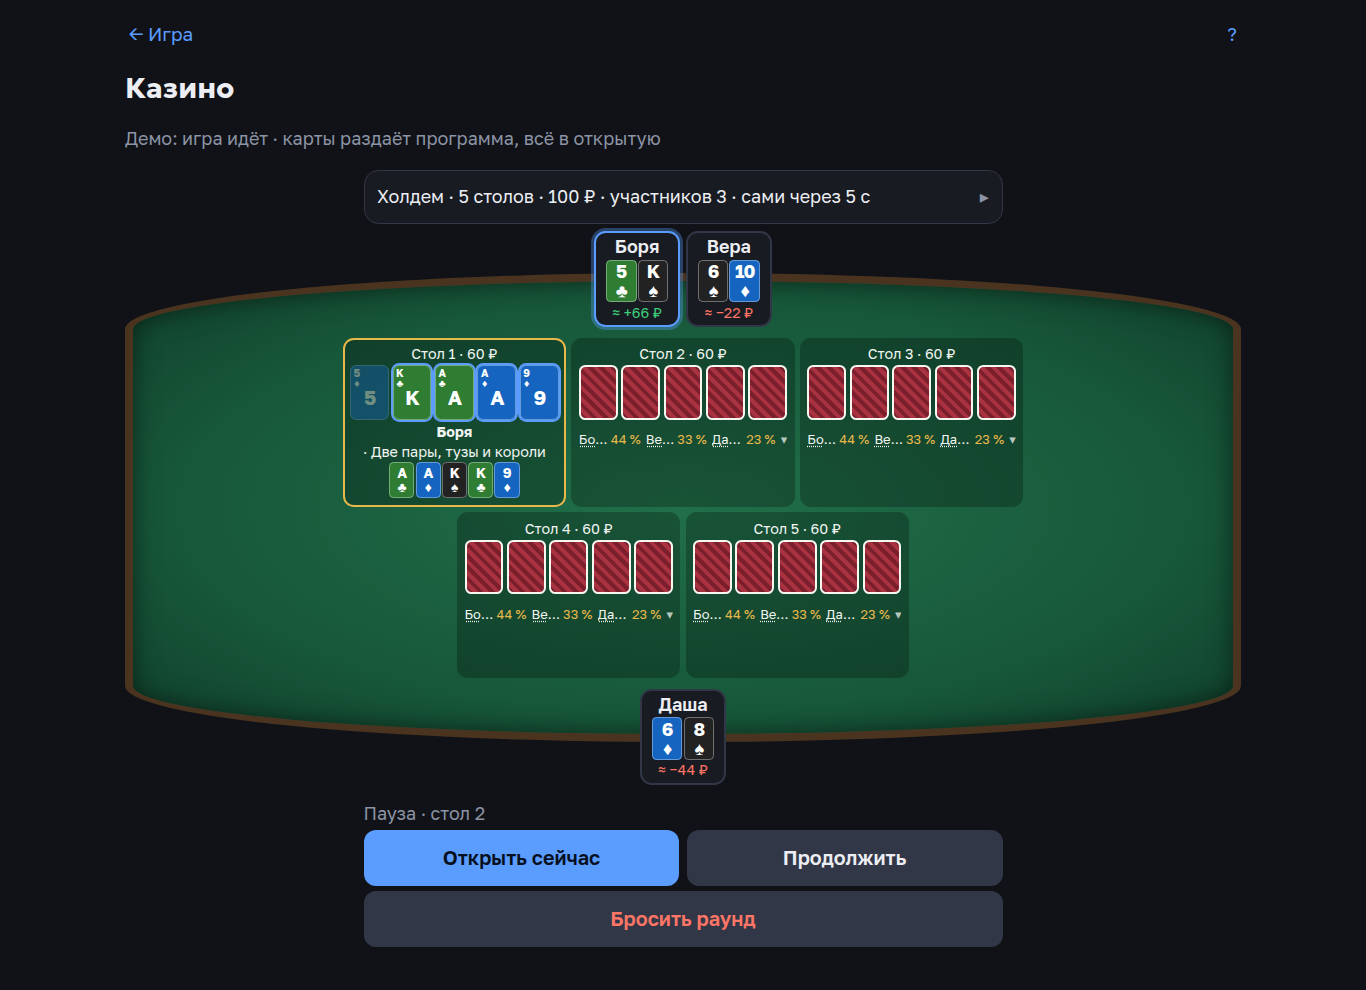 ← Игра
?
Казино
Демо: игра идёт · карты раздаёт программа, всё в открытую
Холдем · 5 столов · 100 ₽ · участников 3 · сами через 5 с ▸
Боря Вера
5 К 6 10
♣ ♠ ♠ ♦
≈ +66 ₽ ≈ −22 ₽
Стол 1 · 60 ₽ Стол 2 · 60 ₽ Стол 3 · 60 ₽
5 К А А 9
♦ ♣ ♣ ♦ ♦
5 К А А 9
Боря
Бо... 44 % Ве... 33 % Да... 23 % ▾ Бо... 44 % Ве... 33 % Да... 23 % ▾
· Две пары, тузы и короли
А А К К 9
♣ ♦ ♠ ♣ ♦
Стол 4 · 60 ₽ Стол 5 · 60 ₽
Бо... 44 % Ве... 33 % Да... 23 % ▾ Бо... 44 % Ве... 33 % Да... 23 % ▾
Даша
6 8
♦ ♠
≈ −44 ₽
Пауза · стол 2
Открыть сейчас Продолжить
Бросить раунд